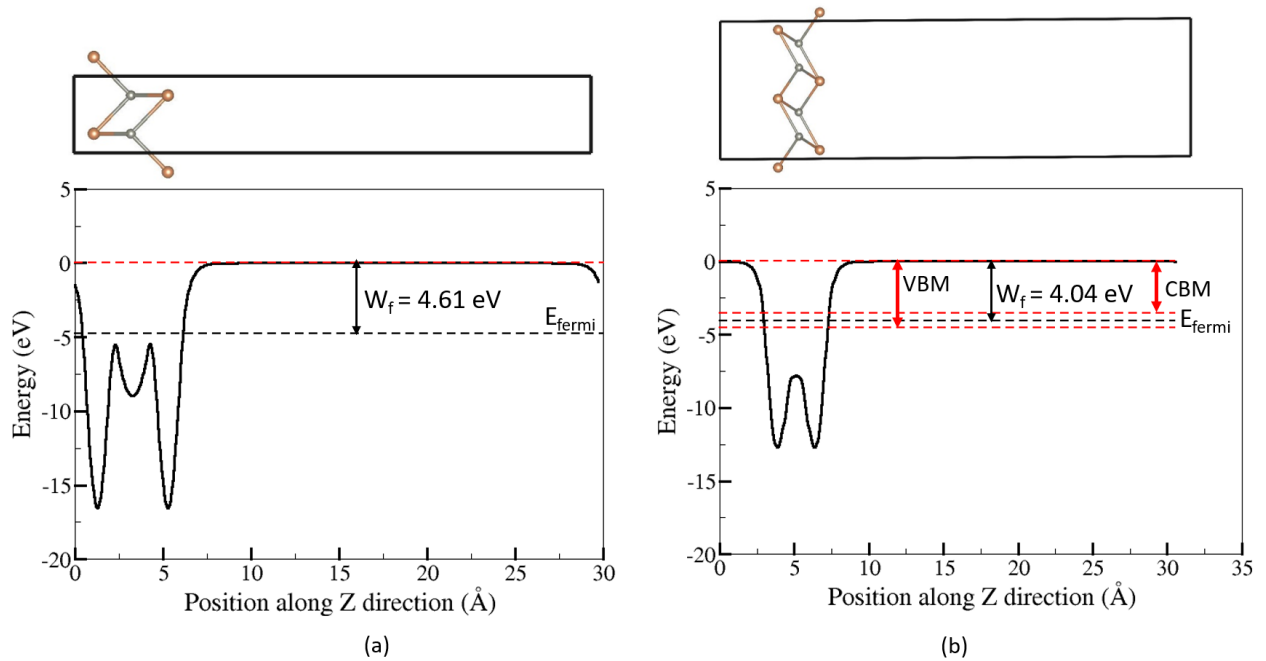 5
0
-5
-10
-15
-20
Energy (eV)
W_f = 4.61 eV
E_fermi
0 5 10 15 20 25 30
Position along Z direction (Å)
(a)
5
0
-5
-10
-15
-20
Energy (eV)
VBM
W_f = 4.04 eV
CBM
E_fermi
0 5 10 15 20 25 30 35
Position along Z direction (Å)
(b)